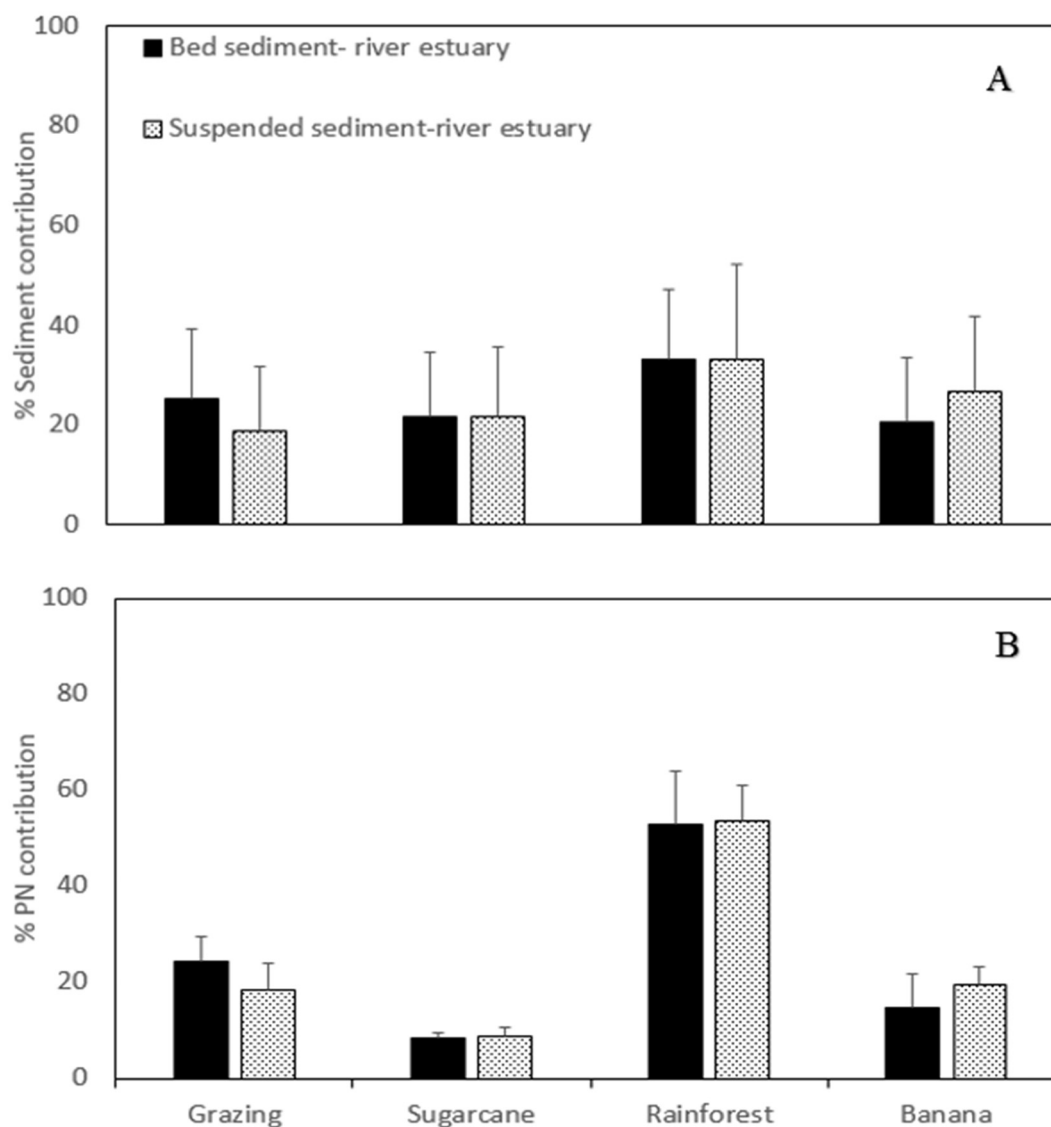 100
Bed sediment- river estuary
A
80
Suspended sediment-river estuary
% Sediment contribution
60
40
20
0
100
B
80
% PN contribution
60
40
20
0
Grazing Sugarcane Rainforest Banana